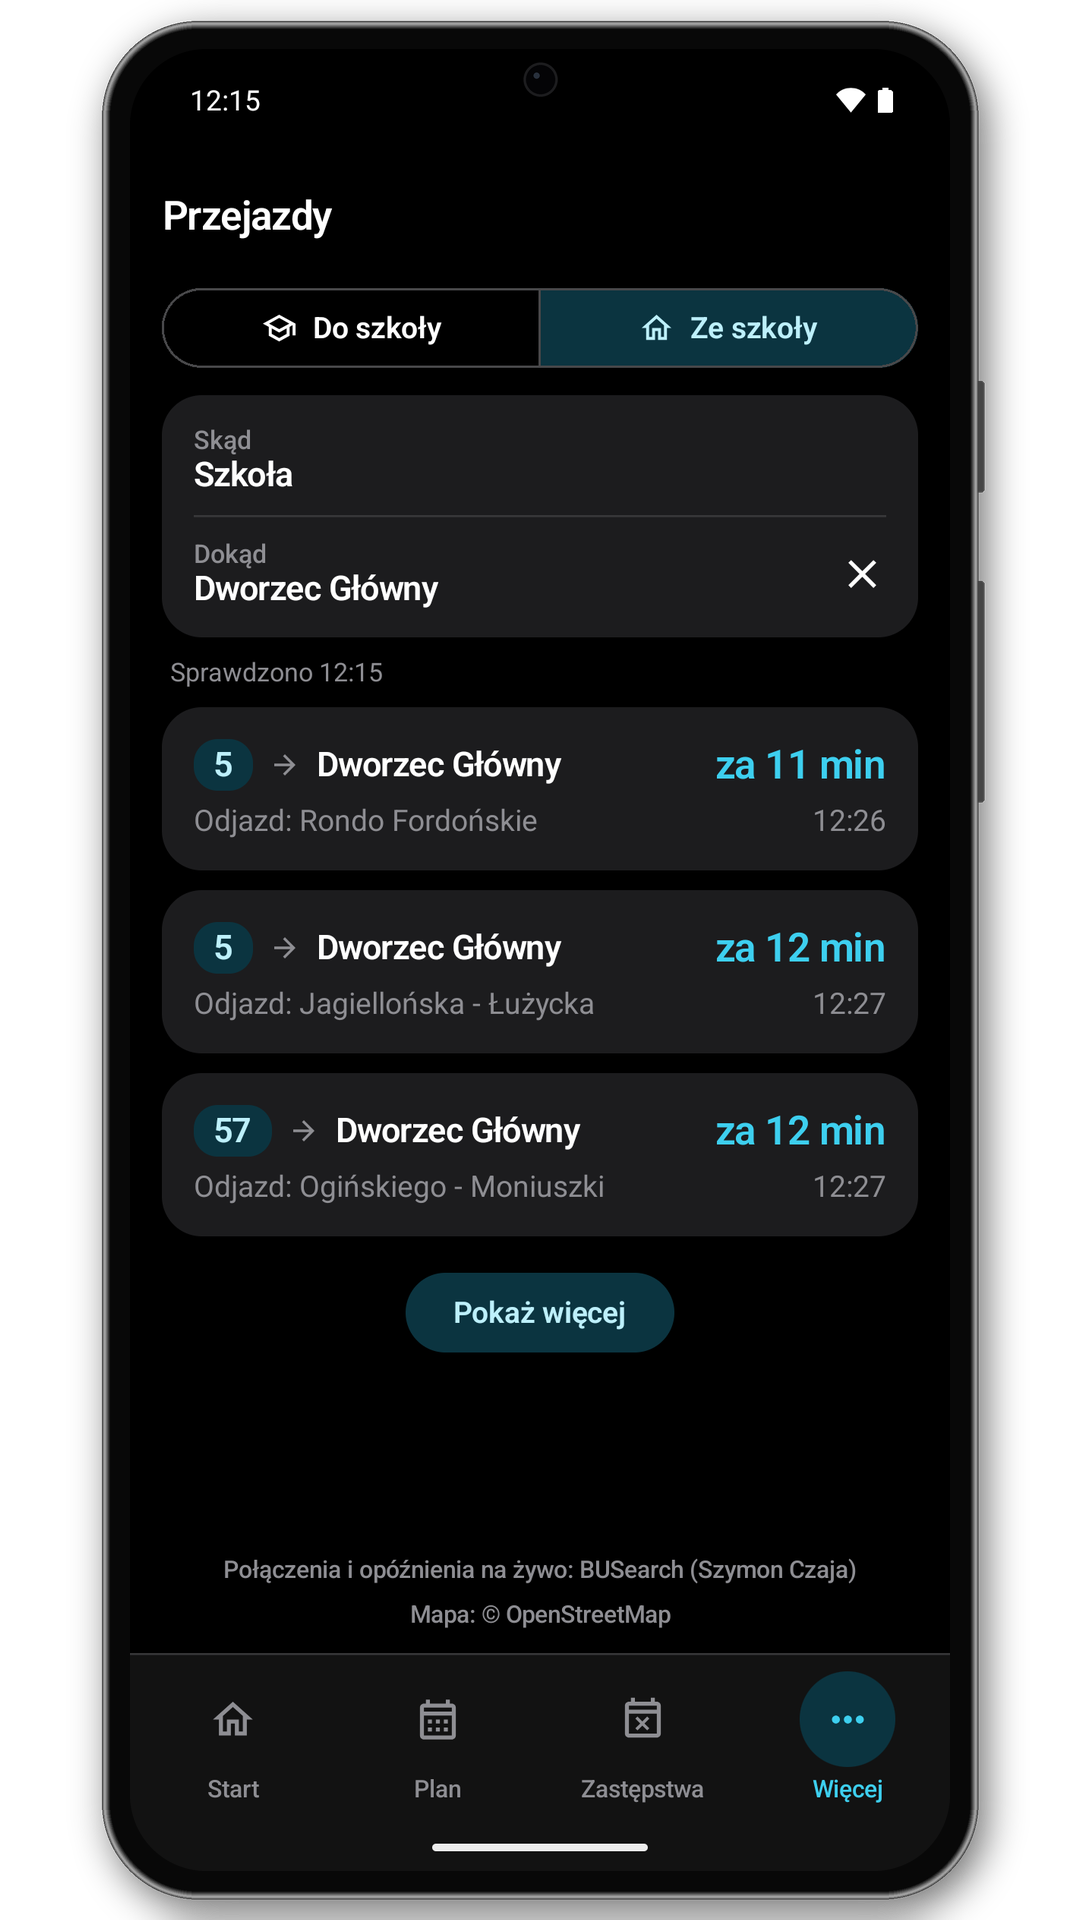 12:15
Przejazdy
Do szkoły
Ze szkoły
Skąd
Szkoła
Dokąd
Dworzec Główny
Sprawdzono 12:15
5 → Dworzec Główny za 11 min
Odjazd: Rondo Fordońskie 12:26
5 → Dworzec Główny za 12 min
Odjazd: Jagiellońska - Łużycka 12:27
57 → Dworzec Główny za 12 min
Odjazd: Ogińskiego - Moniuszki 12:27
Pokaż więcej
Połączenia i opóźnienia na żywo: BUSearch (Szymon Czaja)
Mapa: © OpenStreetMap
Start Plan Zastępstwa Więcej